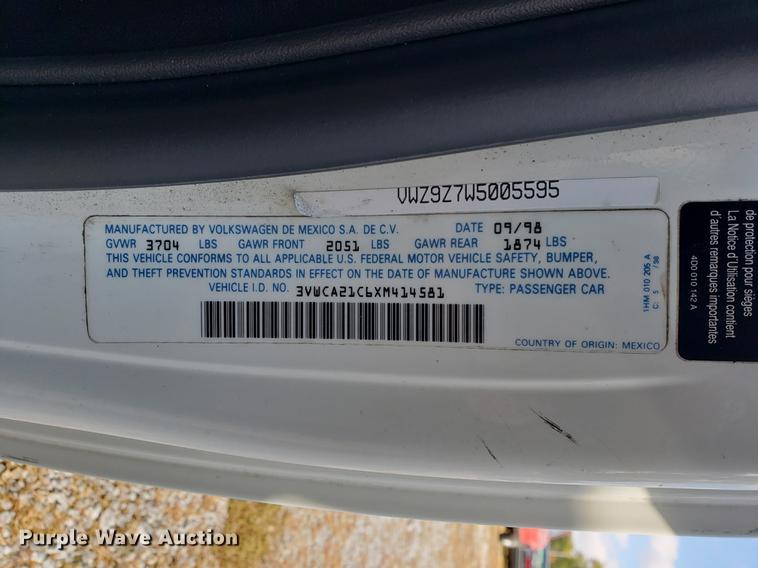 VWZ9Z7W5005595
MANUFACTURED BY VOLKSWAGEN DE MEXICO S.A. DE C.V. DATE 09/98
GVWR 3704 LBS GAWR FRONT 2051 LBS GAWR REAR 1874 LBS
THIS VEHICLE CONFORMS TO ALL APPLICABLE U.S. FEDERAL MOTOR VEHICLE SAFETY, BUMPER,
AND THEFT PREVENTION STANDARDS IN EFFECT ON THE DATE OF MANUFACTURE SHOWN ABOVE.
VEHICLE I.D. NO. 3VWCA21C6XM414581 TYPE: PASSENGER CAR
COUNTRY OF ORIGIN: MEXICO
1HM 010 205 A
C. 5 / 98
de protection pour sièges
La Notice d'Utilisation contient
d'autres remarques importantes
4D0 010 142 A
Purple Wave Auction®